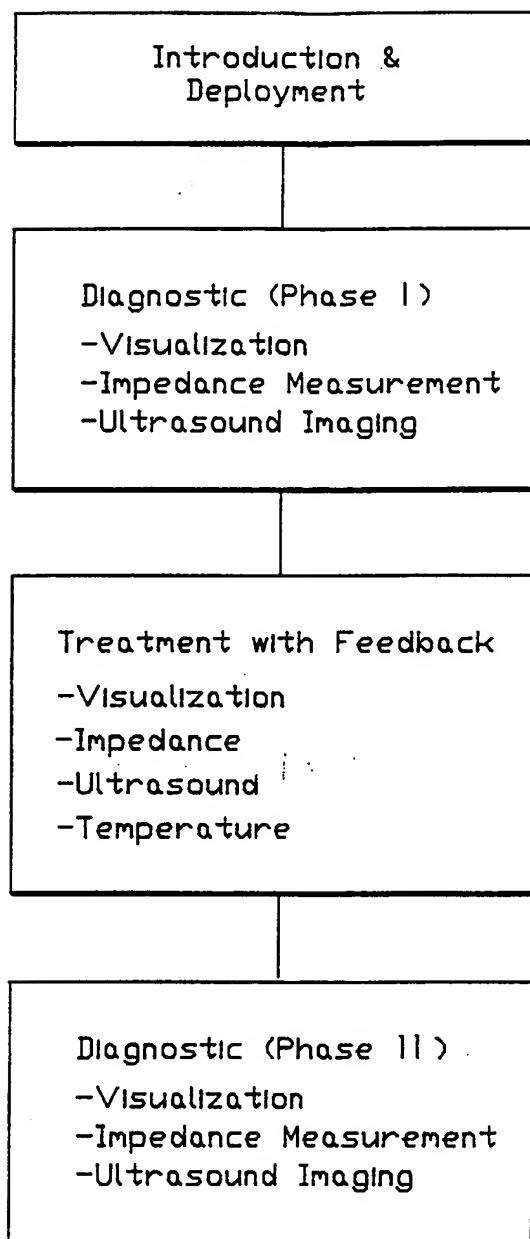 Introduction &
Deployment
Diagnostic (Phase I)
-Visualization
-Impedance Measurement
-Ultrasound Imaging
Treatment with Feedback
-Visualization
-Impedance
-Ultrasound
-Temperature
Diagnostic (Phase II)
-Visualization
-Impedance Measurement
-Ultrasound Imaging